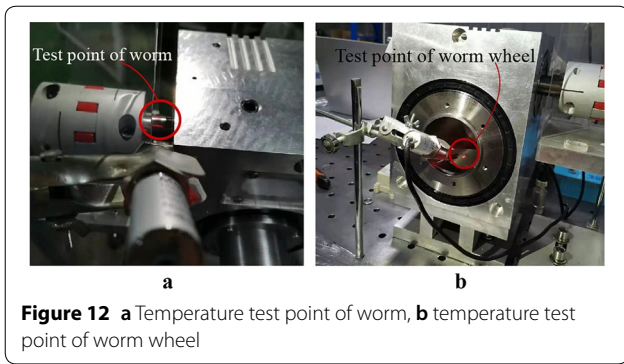 Test point of worm
Test point of worm wheel
a
b
Figure 12 a Temperature test point of worm, b temperature test
point of worm wheel